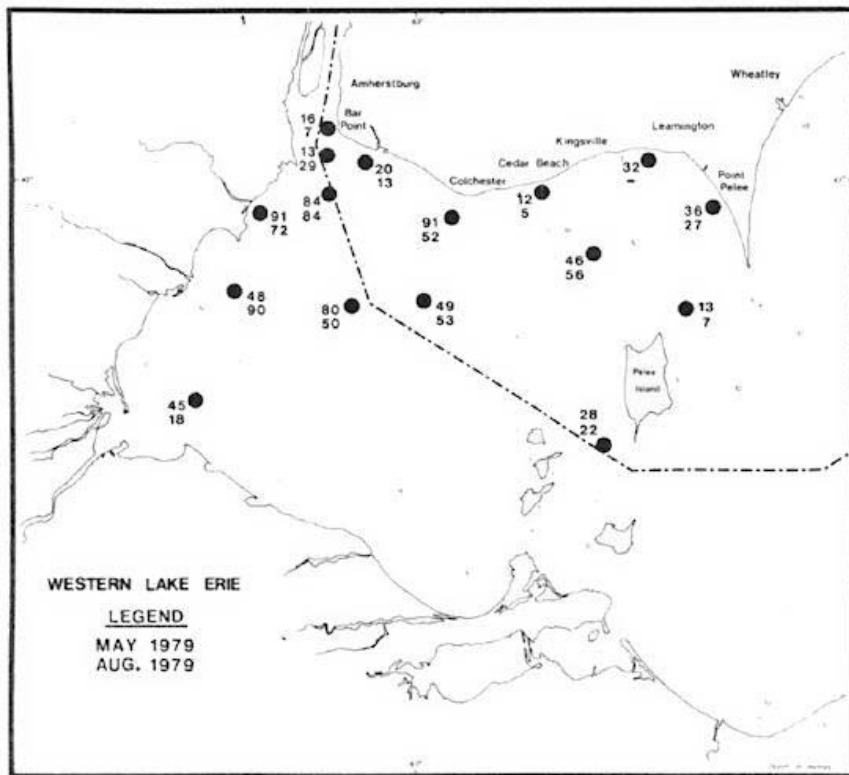 Wheatley
Amherstburg
16
7
Bar
Point
Leamington
Kingsville
13
29
20
13
Cedar Beach
32
-
Point
Pelee
Colchester
84
84
12
5
91
72
91
52
36
27
46
56
48
90
80
50
49
53
13
7
Pelee
Island
45
18
28
22
WESTERN LAKE ERIE
LEGEND
MAY 1979
AUG. 1979